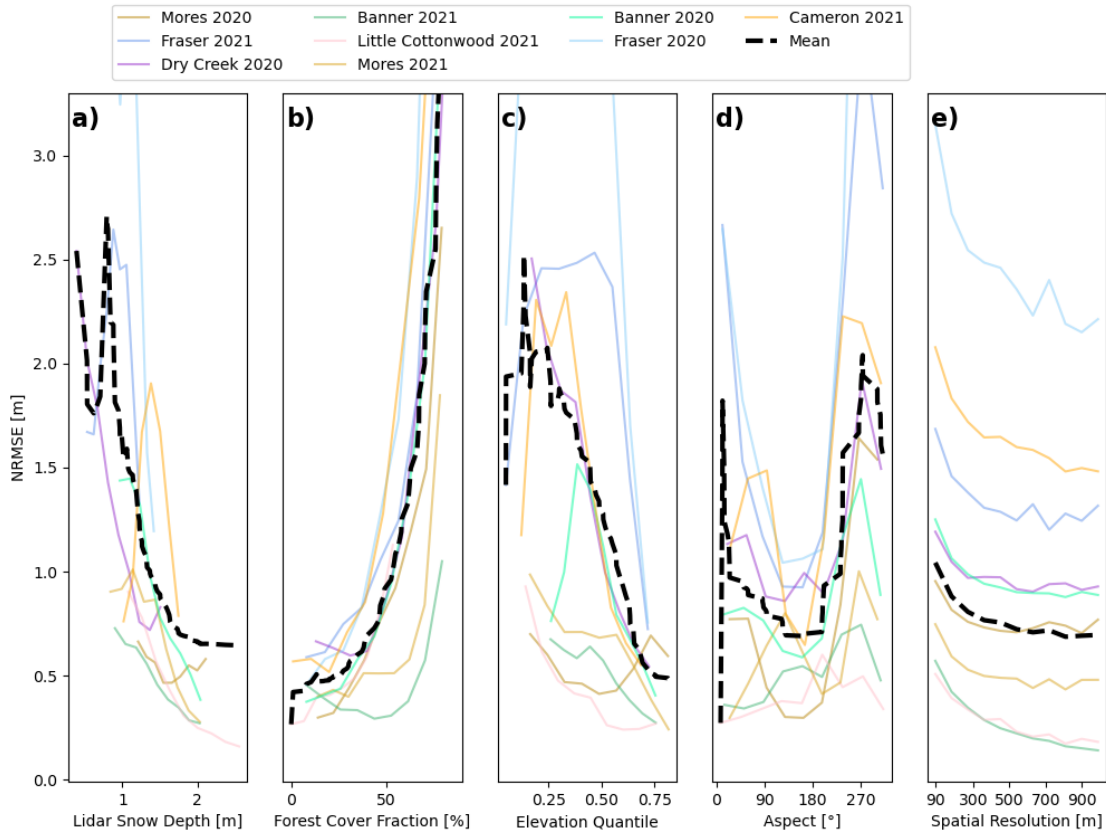 Mores 2020
Banner 2021
Banner 2020
Cameron 2021
Fraser 2021
Little Cottonwood 2021
Fraser 2020
Mean
Dry Creek 2020
Mores 2021
a)
b)
c)
d)
e)
3.0
2.5
2.0
1.5
1.0
0.5
0.0
NRMSE [m]
1 2
0 50
0.25 0.50 0.75
0 90 180 270
90 300 500 700 900
Lidar Snow Depth [m]
Forest Cover Fraction [%]
Elevation Quantile
Aspect [°]
Spatial Resolution [m]